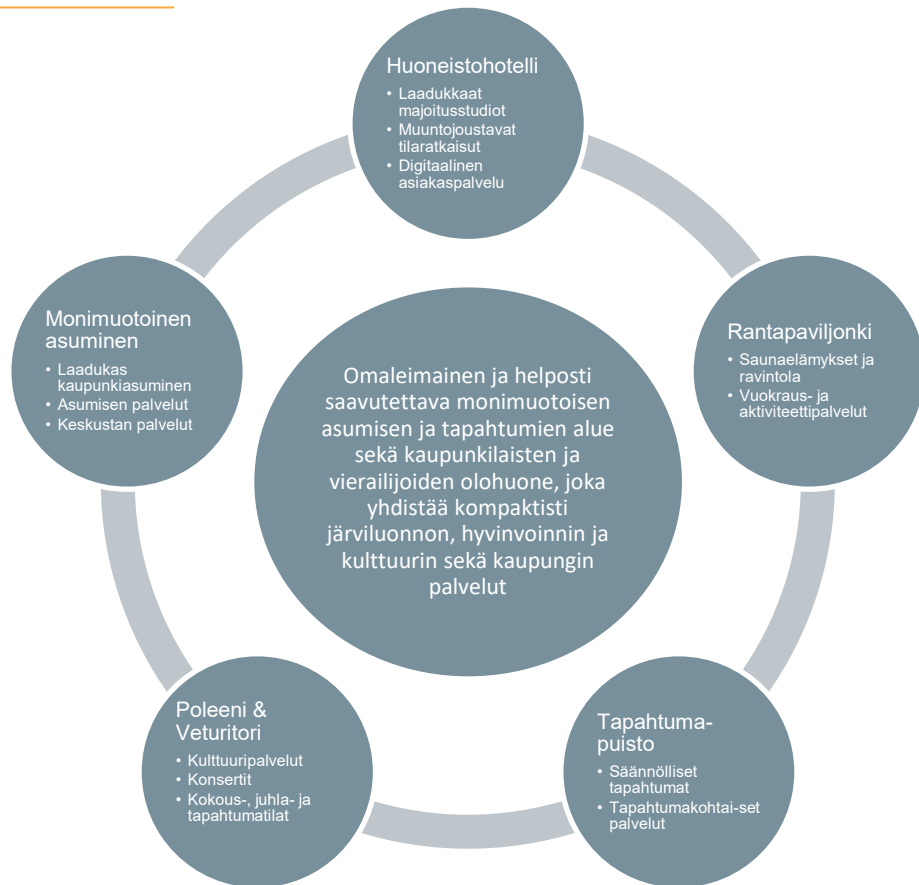 Huoneistohotelli
• Laadukkaat
majoitusstudiot
• Muuntojoustavat
tilaratkaisut
• Digitaalinen
asiakaspalvelu
Rantapaviljonki
• Saunaelämykset ja
ravintola
• Vuokraus- ja
aktiviteettipalvelut
Tapahtuma-
puisto
• Säännölliset
tapahtumat
• Tapahtumakohtai-set
palvelut
Poleeni &
Veturitori
• Kulttuuripalvelut
• Konsertit
• Kokous-, juhla- ja
tapahtumatilat
Monimuotoinen
asuminen
• Laadukas
kaupunkiasuminen
• Asumisen palvelut
• Keskustan palvelut
Omaleimainen ja helposti
saavutettava monimuotoisen
asumisen ja tapahtumien alue
sekä kaupunkilaisten ja
vierailijoiden olohuone, joka
yhdistää kompaktisti
järviluonnon, hyvinvoinnin ja
kulttuurin sekä kaupungin
palvelut